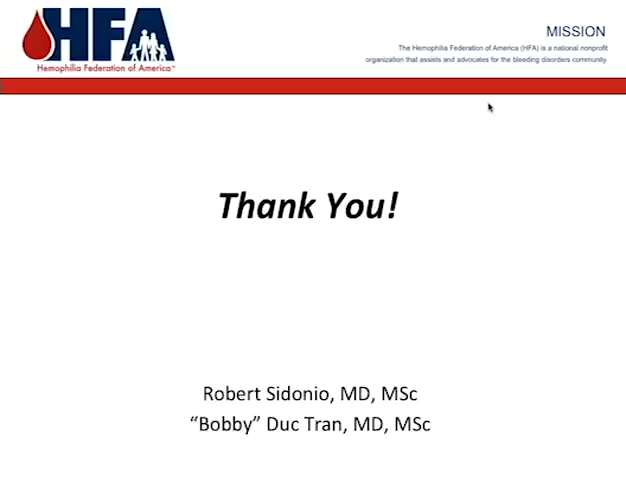 HFA
Hemophilia Federation of America™
MISSION
The Hemophilia Federation of America (HFA) is a national nonprofit
organization that assists and advocates for the bleeding disorders community.
Thank You!
Robert Sidonio, MD, MSc
“Bobby” Duc Tran, MD, MSc